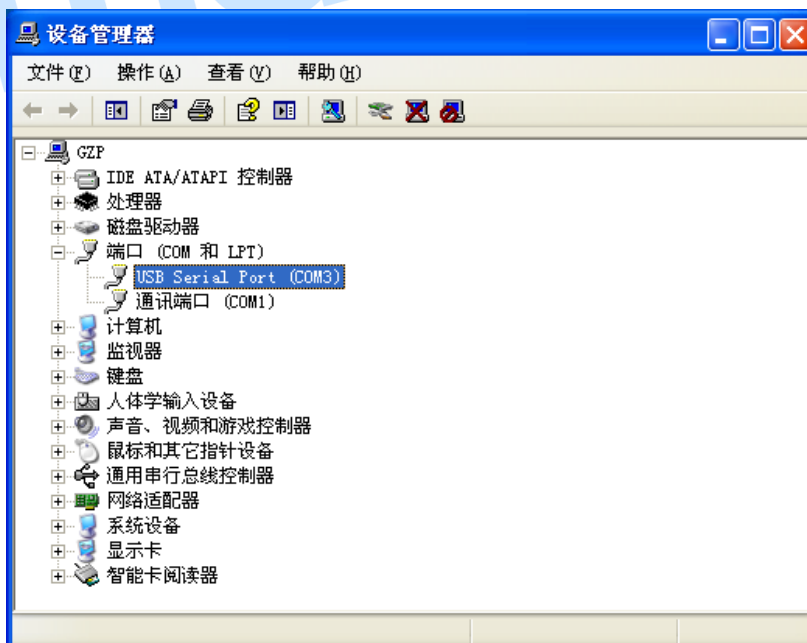 设备管理器
文件(F) 操作(A) 查看(V) 帮助(H)
GZP
IDE ATA/ATAPI 控制器
处理器
磁盘驱动器
端口 (COM 和 LPT)
USB Serial Port (COM3)
通讯端口 (COM1)
计算机
监视器
键盘
人体学输入设备
声音、视频和游戏控制器
鼠标和其它指针设备
通用串行总线控制器
网络适配器
系统设备
显示卡
智能卡阅读器